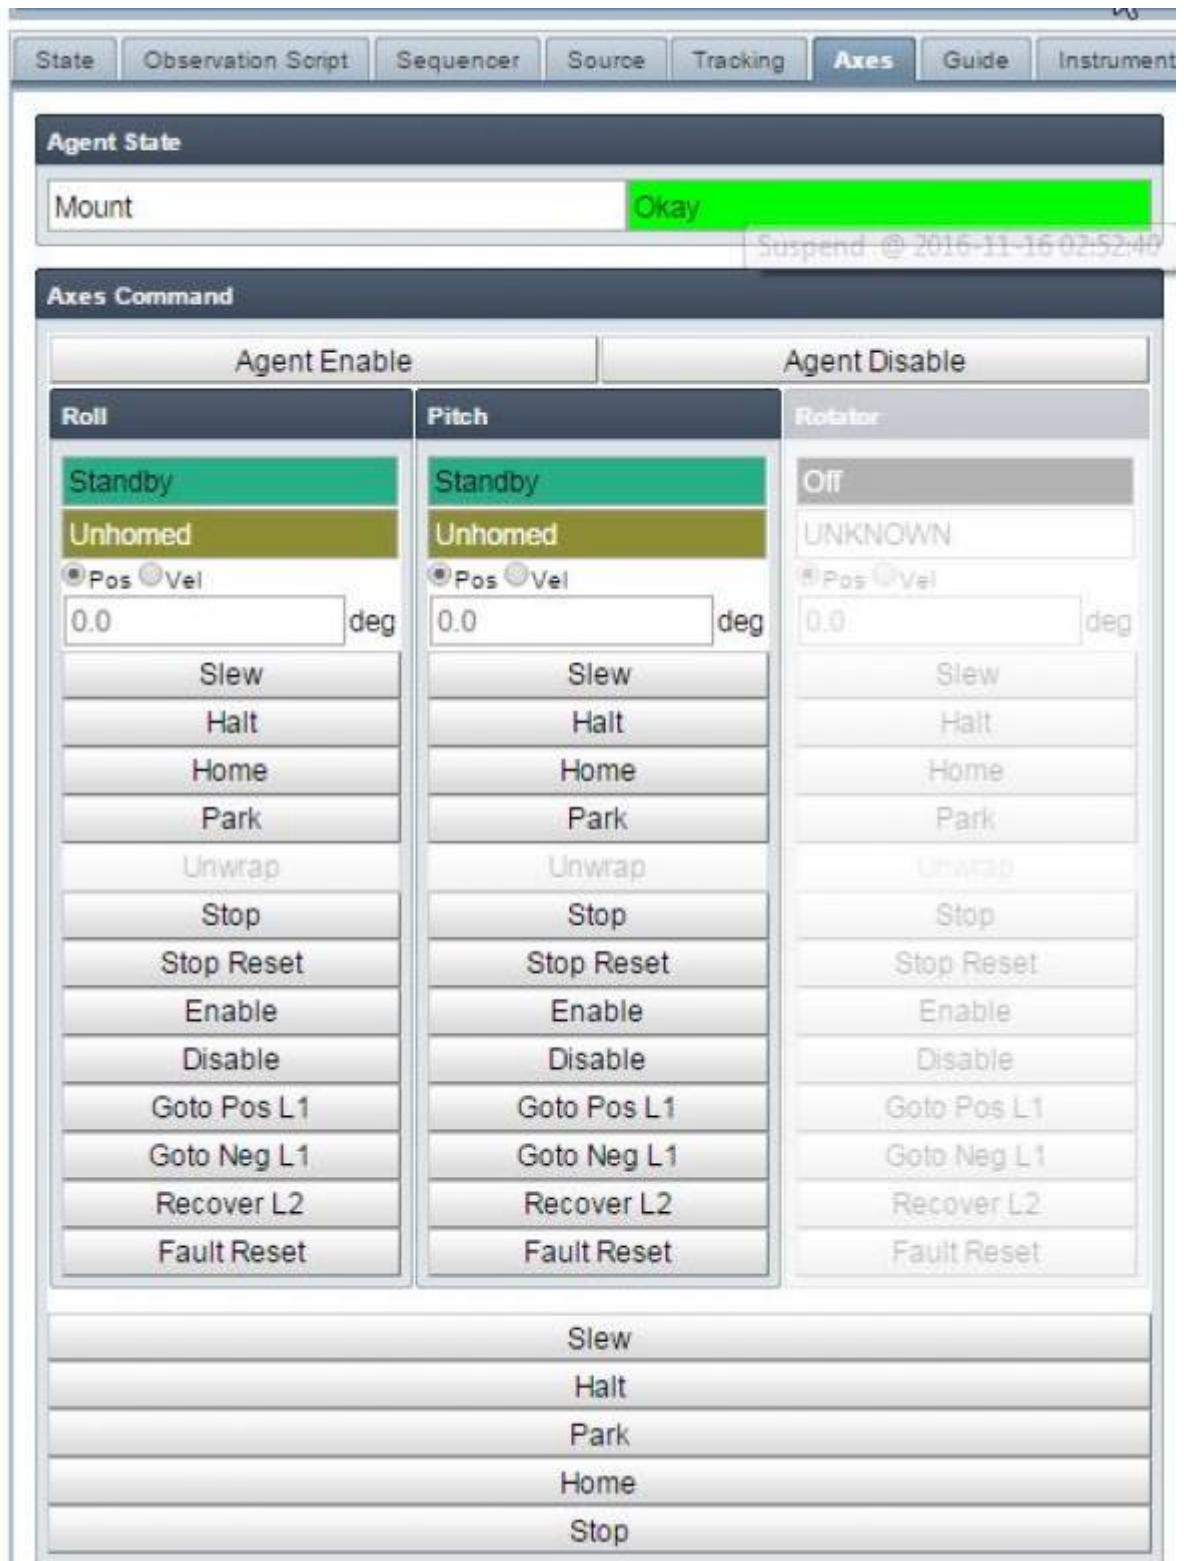 State Observation Script Sequencer Source Tracking Axes Guide Instrument
Agent State
Mount Okay
Suspend @ 2016-11-16 02:52:40
Axes Command
Agent Enable Agent Disable
Roll Pitch Rotator
Standby Standby Off
Unhomed Unhomed UNKNOWN
Pos Vel Pos Vel Pos Vel
0.0 deg 0.0 deg 0.0 deg
Slew Slew Slew
Halt Halt Halt
Home Home Home
Park Park Park
Unwrap Unwrap Unwrap
Stop Stop Stop
Stop Reset Stop Reset Stop Reset
Enable Enable Enable
Disable Disable Disable
Goto Pos L1 Goto Pos L1 Goto Pos L1
Goto Neg L1 Goto Neg L1 Goto Neg L1
Recover L2 Recover L2 Recover L2
Fault Reset Fault Reset Fault Reset
Slew
Halt
Park
Home
Stop